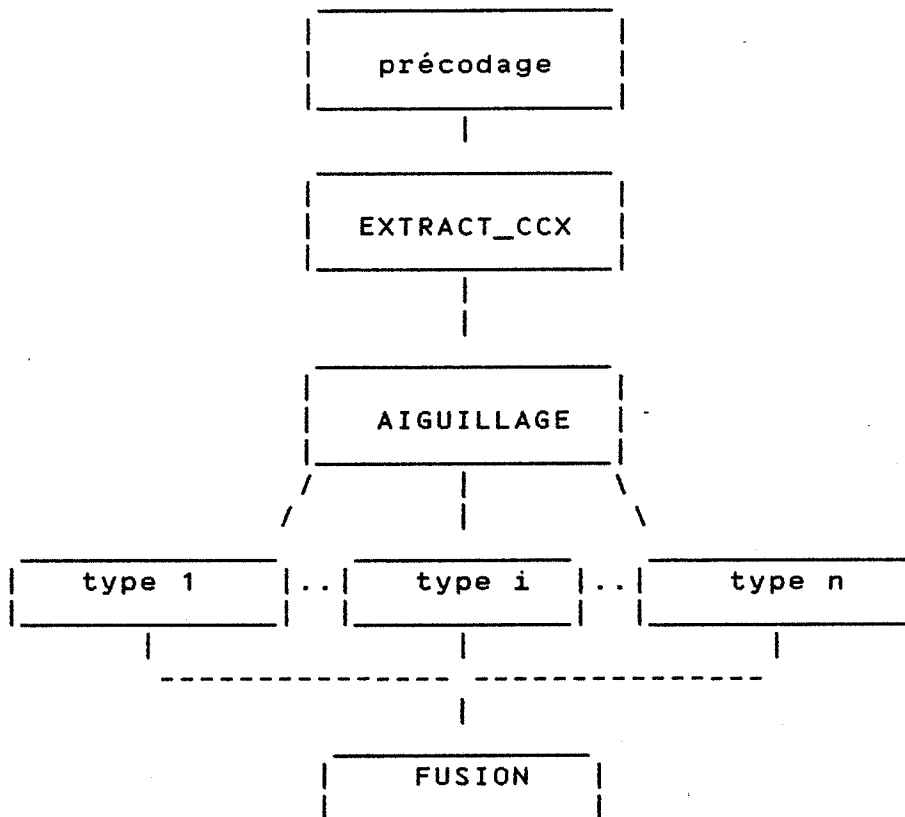 précodage
EXTRACT_CCX
AIGUILLAGE
type 1 .. type i .. type n
FUSION